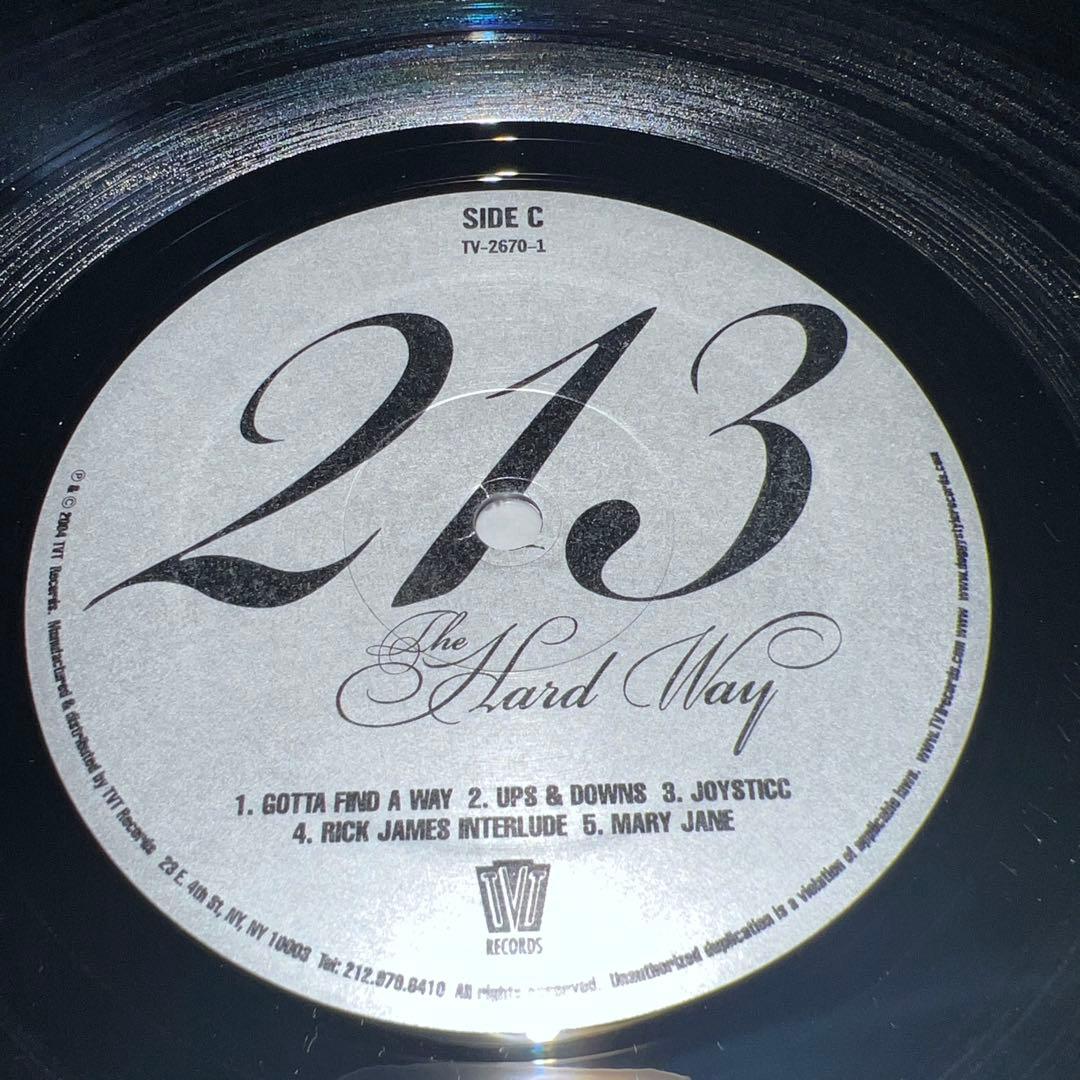 SIDE C
TV-2670-1
213
The Hard Way
1. GOTTA FIND A WAY 2. UPS & DOWNS 3. JOYSTICC
4. RICK JAMES INTERLUDE 5. MARY JANE
TVT
RECORDS
℗ & © 2004 TVT Records. Manufactured & distributed by TVT Records 23 E. 4th St, NY, NY 10003 Tel: 212.979.6410 All rights reserved. Unauthorized duplication is a violation of applicable laws. www.TVTrecords.com www.doggystylerecords.com